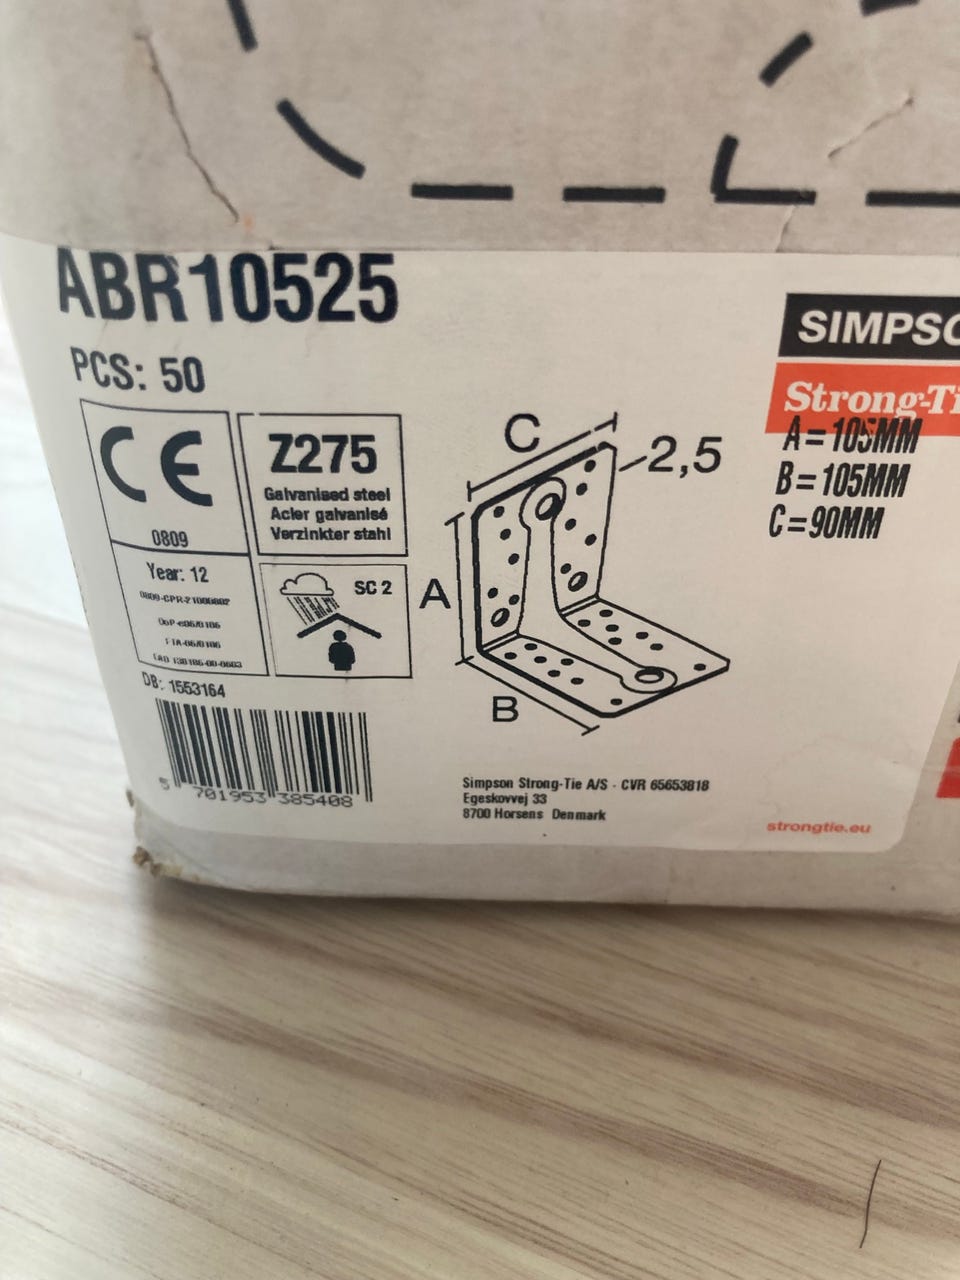 ABR10525
PCS: 50
SIMPSO
Strong-Ti
A=105MM
B=105MM
C=90MM
CE
0809
Year: 12
0809-CPR-
Z275
Galvanised steel
Acier galvanisé
Verzinkter stahl
SC 2
C
2,5
A
B
DB: 1553164
5 701953 385408
Simpson Strong-Tie A/S - CVR 65653818
Egeskovvej 33
8700 Horsens Denmark
strongtie.eu